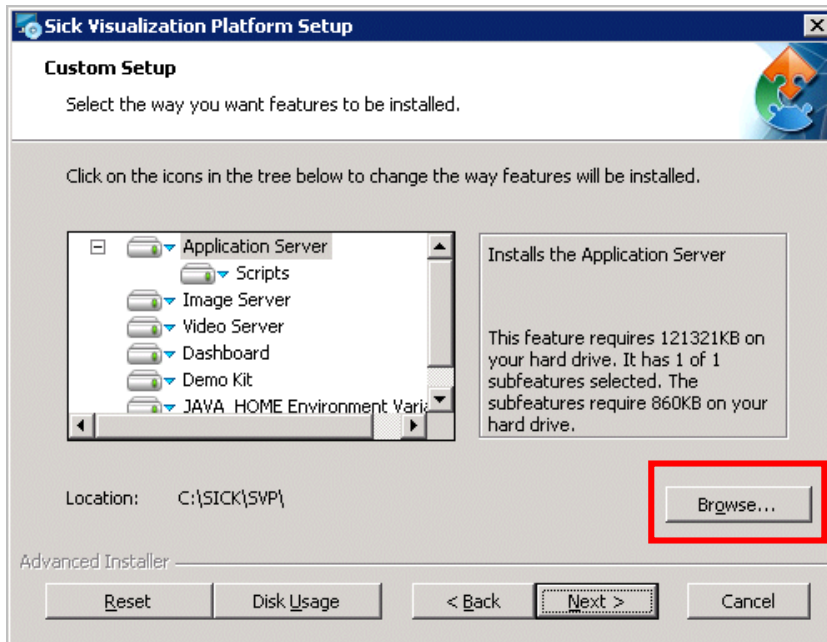 Sick Visualization Platform Setup
Custom Setup
Select the way you want features to be installed.
Click on the icons in the tree below to change the way features will be installed.
Application Server
Scripts
Image Server
Video Server
Dashboard
Demo Kit
JAVA_HOME Environment Varia
Installs the Application Server
This feature requires 121321KB on
your hard drive. It has 1 of 1
subfeatures selected. The
subfeatures require 860KB on your
hard drive.
Location: C:\SICK\SVP\
Browse...
Advanced Installer
Reset Disk Usage < Back Next > Cancel